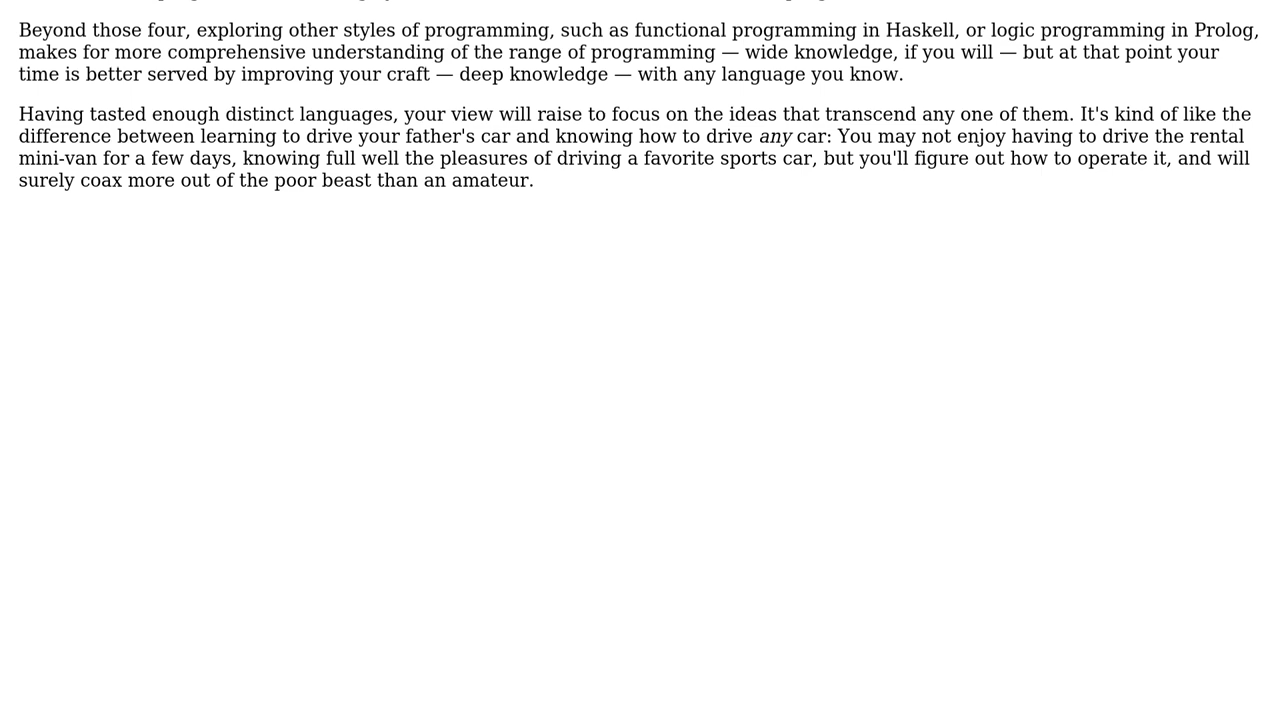 Beyond those four, exploring other styles of programming, such as functional programming in Haskell, or logic programming in Prolog,
makes for more comprehensive understanding of the range of programming — wide knowledge, if you will — but at that point your
time is better served by improving your craft — deep knowledge — with any language you know.
Having tasted enough distinct languages, your view will raise to focus on the ideas that transcend any one of them. It's kind of like the
difference between learning to drive your father's car and knowing how to drive any car: You may not enjoy having to drive the rental
mini-van for a few days, knowing full well the pleasures of driving a favorite sports car, but you'll figure out how to operate it, and will
surely coax more out of the poor beast than an amateur.